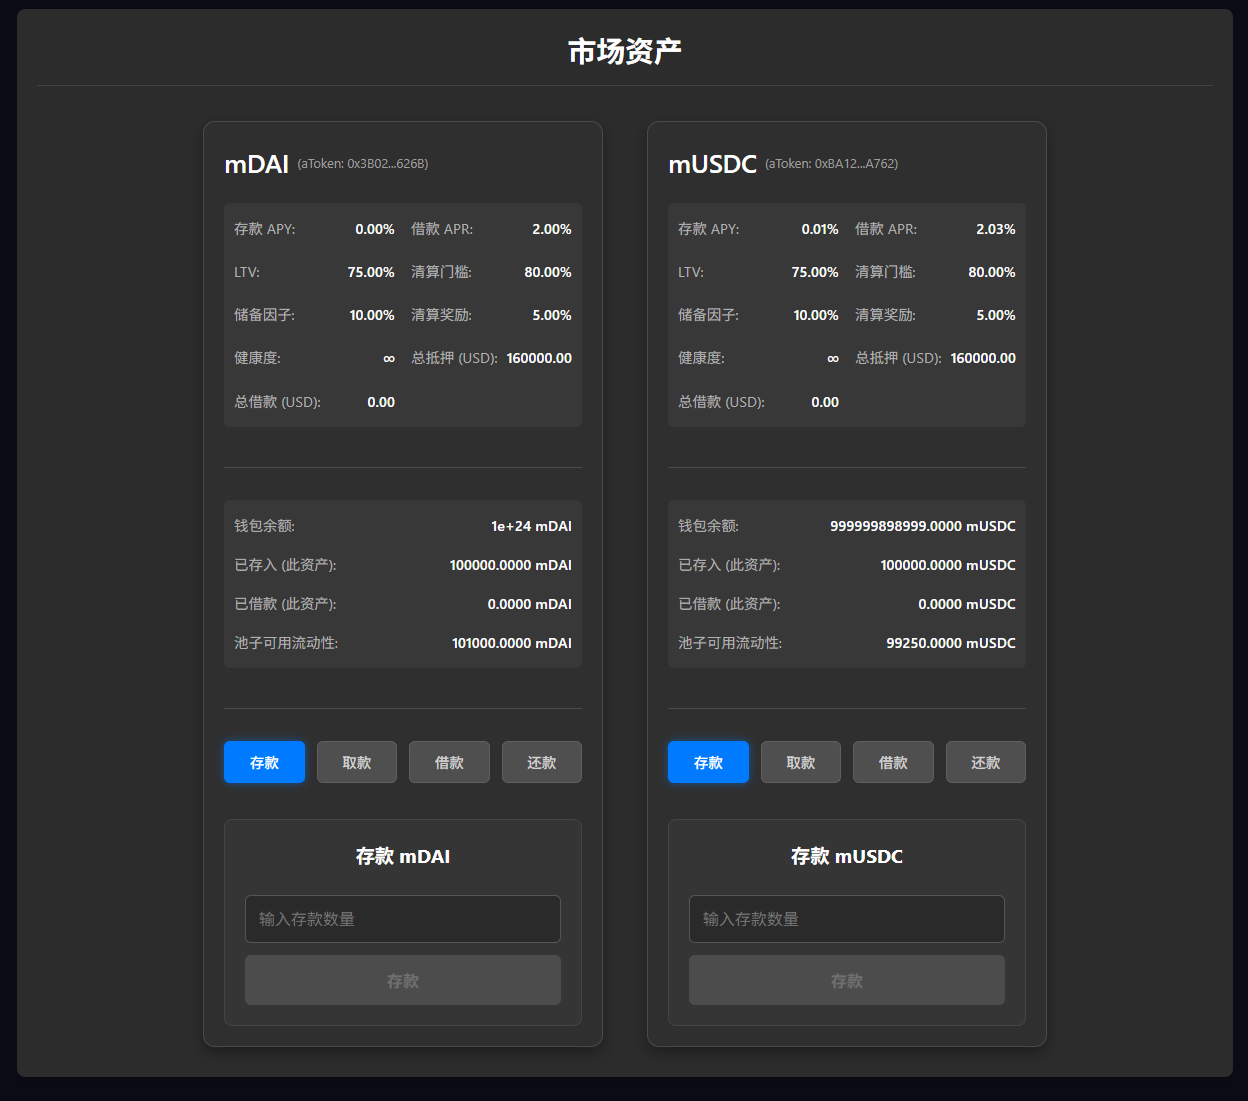 市场资产
mDAI (aToken: 0x3B02...626B)
存款 APY: 0.00% 借款 APR: 2.00%
LTV: 75.00% 清算门槛: 80.00%
储备因子: 10.00% 清算奖励: 5.00%
健康度: ∞ 总抵押 (USD): 160000.00
总借款 (USD): 0.00
钱包余额: 1e+24 mDAI
已存入 (此资产): 100000.0000 mDAI
已借款 (此资产): 0.0000 mDAI
池子可用流动性: 101000.0000 mDAI
存款 取款 借款 还款
存款 mDAI
输入存款数量
存款
mUSDC (aToken: 0xBA12...A762)
存款 APY: 0.01% 借款 APR: 2.03%
LTV: 75.00% 清算门槛: 80.00%
储备因子: 10.00% 清算奖励: 5.00%
健康度: ∞ 总抵押 (USD): 160000.00
总借款 (USD): 0.00
钱包余额: 999999898999.0000 mUSDC
已存入 (此资产): 100000.0000 mUSDC
已借款 (此资产): 0.0000 mUSDC
池子可用流动性: 99250.0000 mUSDC
存款 取款 借款 还款
存款 mUSDC
输入存款数量
存款